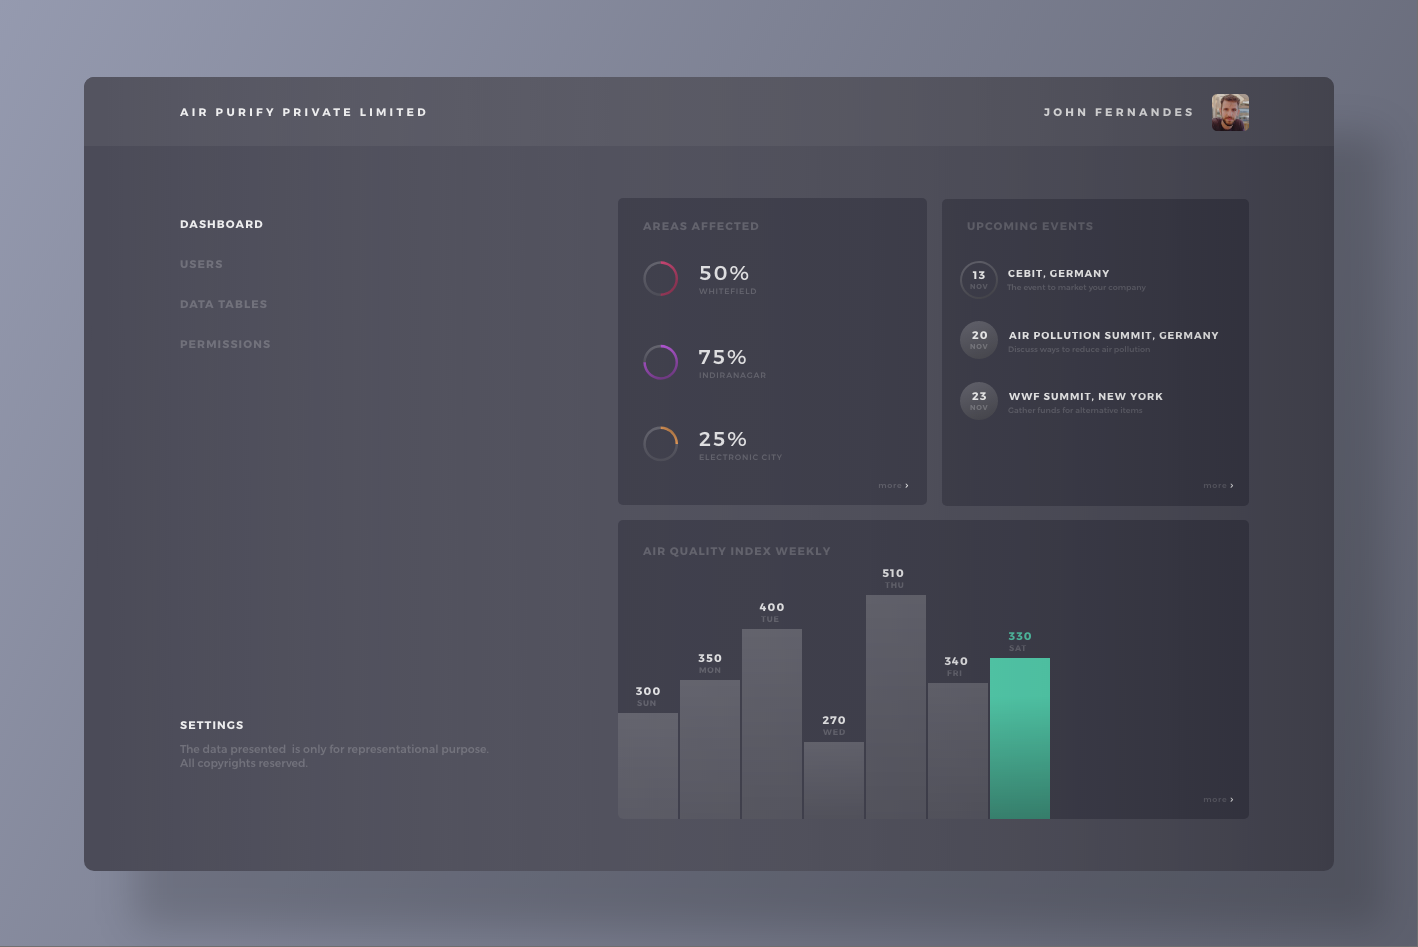 AIR PURIFY PRIVATE LIMITED
JOHN FERNANDES
DASHBOARD
USERS
DATA TABLES
PERMISSIONS
SETTINGS
The data presented  is only for representational purpose.
All copyrights reserved.
AREAS AFFECTED
50%
WHITEFIELD
75%
INDIRANAGAR
25%
ELECTRONIC CITY
more ›
UPCOMING EVENTS
13
NOV
CEBIT, GERMANY
The event to market your company
20
NOV
AIR POLLUTION SUMMIT, GERMANY
Discuss ways to reduce air pollution
23
NOV
WWF SUMMIT, NEW YORK
Gather funds for alternative items
more ›
AIR QUALITY INDEX WEEKLY
300
SUN
350
MON
400
TUE
270
WED
510
THU
340
FRI
330
SAT
more ›